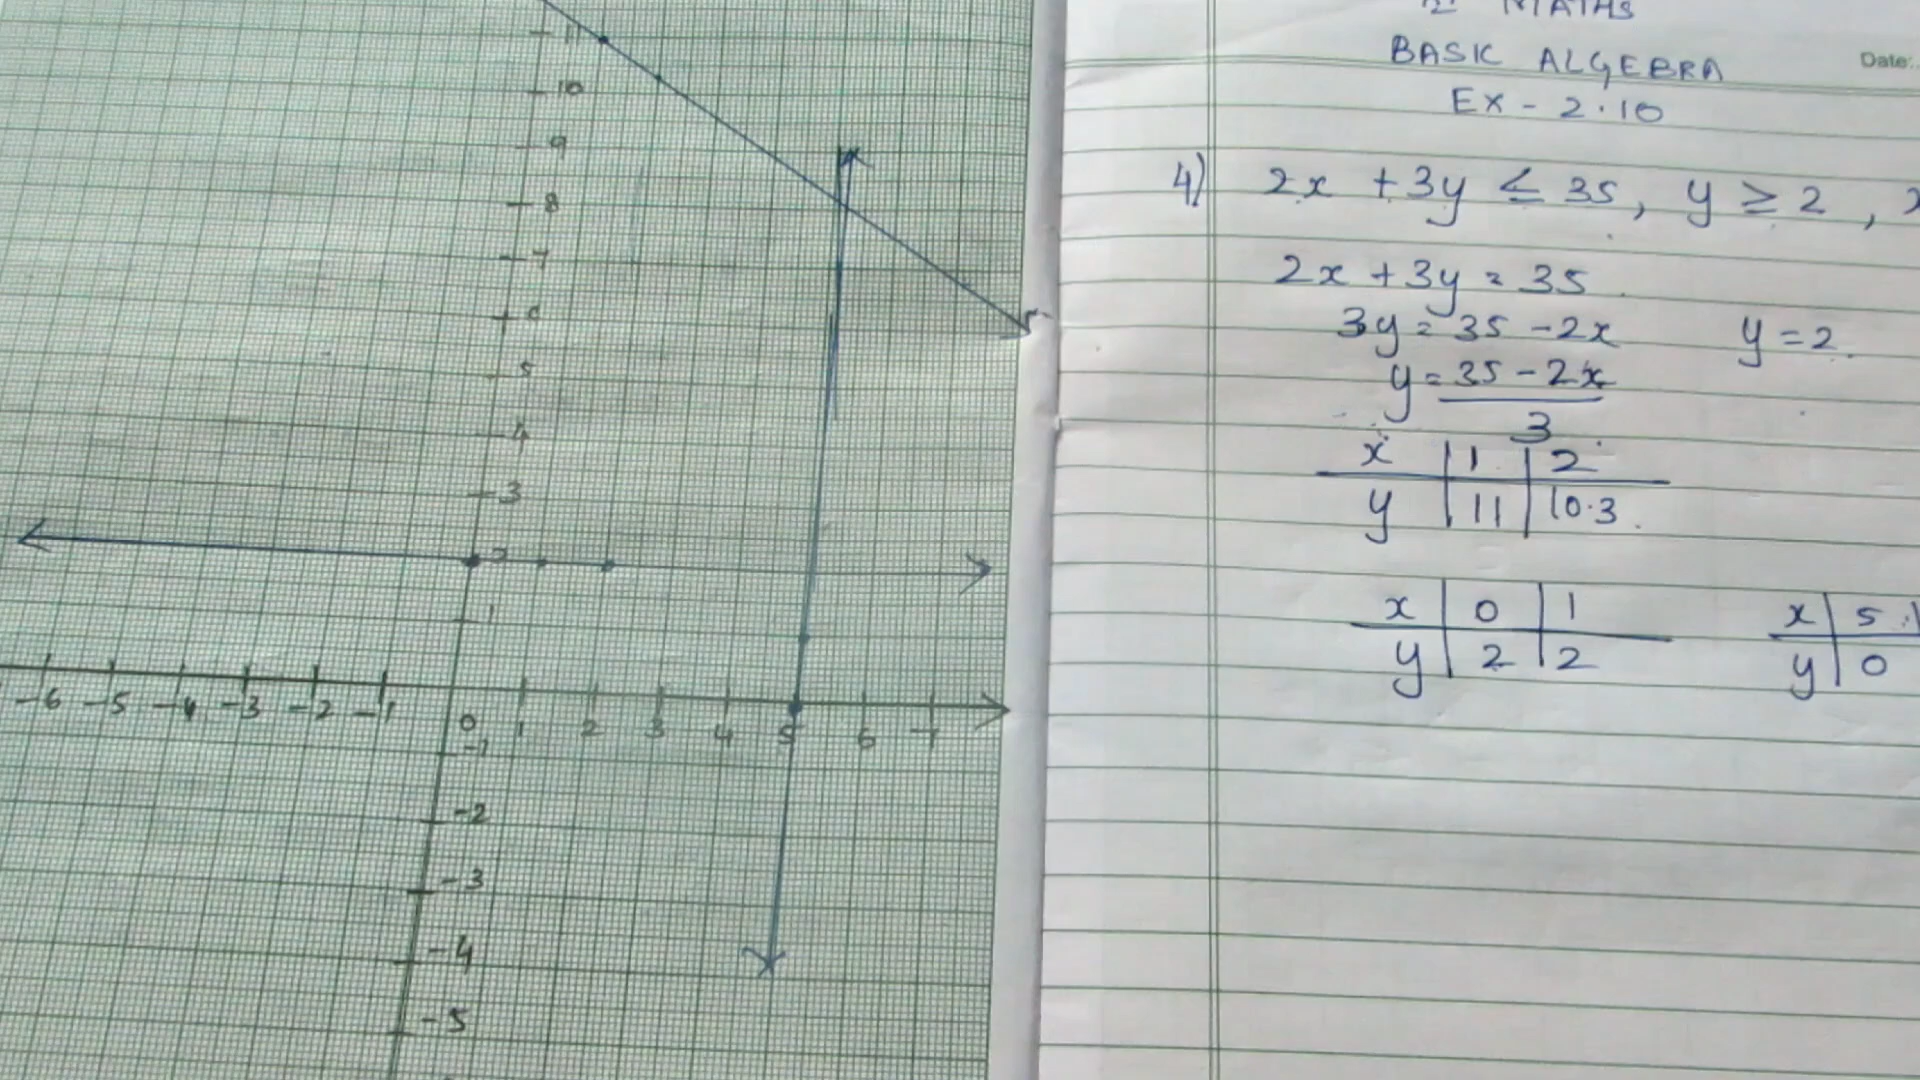 11
10
9
8
7
6
5
4
3
2
1
-6 -5 -4 -3 -2 -1 0 1 2 3 4 5 6 7
-1
-2
-3
-4
-5
MATHS
BASIC ALGEBRA
Date:
EX - 2.10
4) 2x + 3y ≤ 35, y ≥ 2 ,
2x + 3y = 35
3y = 35 - 2x y = 2.
y = 35 - 2x
3
x 1 2
y 11 10.3
x 0 1 x 5
y 2 2 y 0